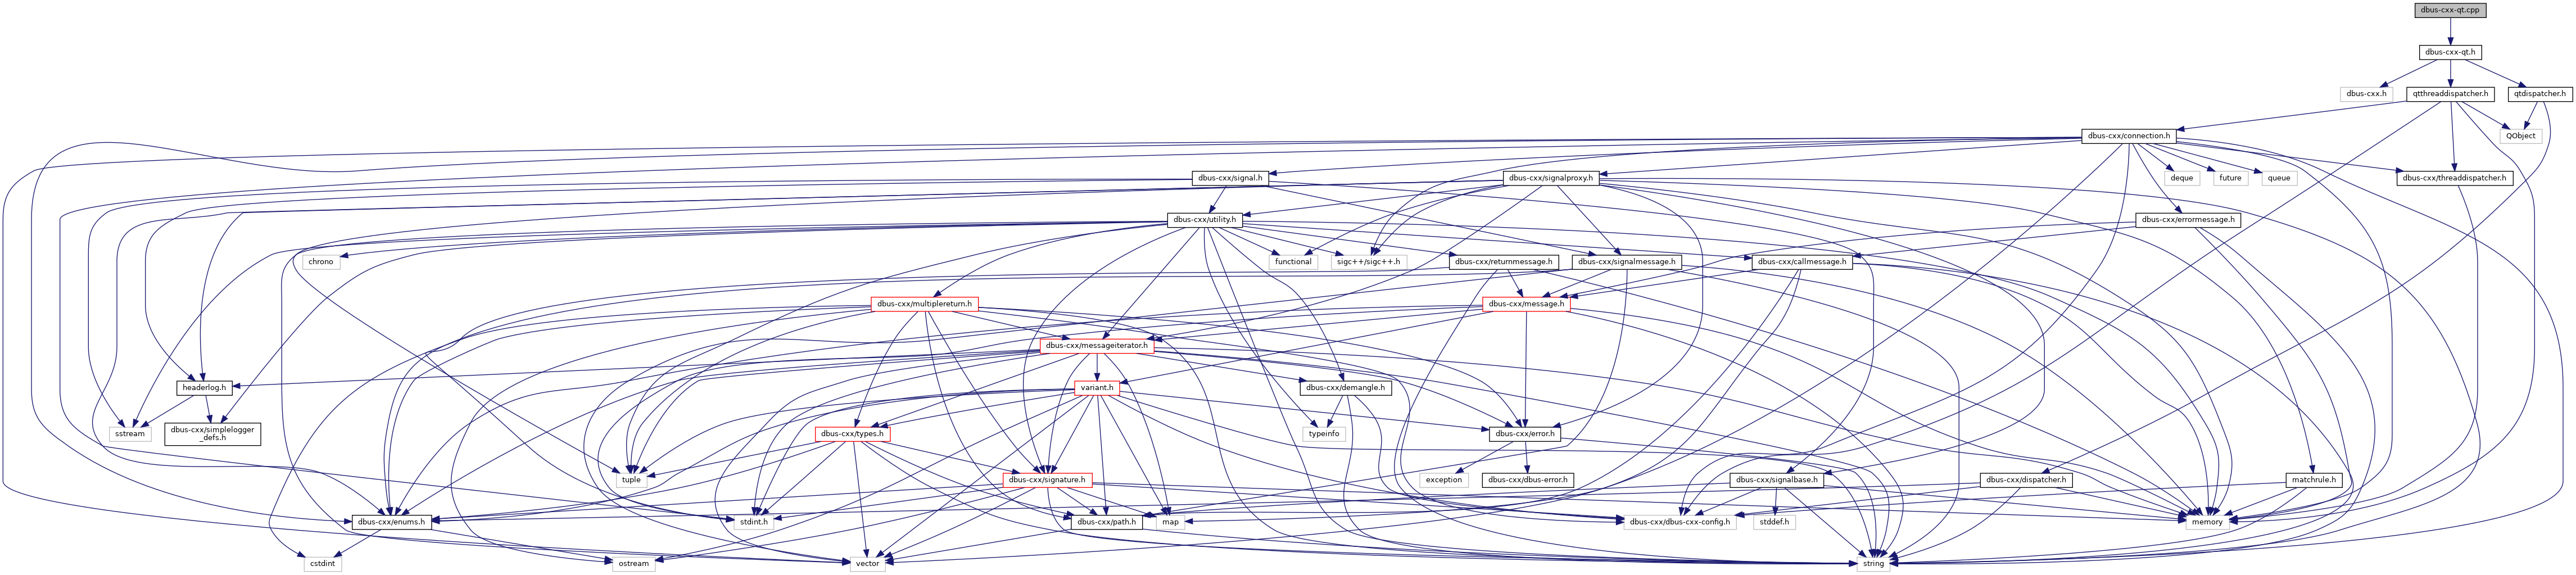 dbus-cxx-qt.cpp
dbus-cxx-qt.h
dbus-cxx.h
qtthreaddispatcher.h
qtdispatcher.h
dbus-cxx/connection.h
QObject
dbus-cxx/signal.h
dbus-cxx/signalproxy.h
deque
future
queue
dbus-cxx/threaddispatcher.h
dbus-cxx/utility.h
dbus-cxx/errormessage.h
chrono
functional
sigc++/sigc++.h
dbus-cxx/returnmessage.h
dbus-cxx/signalmessage.h
dbus-cxx/callmessage.h
dbus-cxx/multiplereturn.h
dbus-cxx/message.h
dbus-cxx/messageiterator.h
headerlog.h
variant.h
dbus-cxx/demangle.h
sstream
dbus-cxx/simplelogger
_defs.h
dbus-cxx/types.h
typeinfo
dbus-cxx/error.h
tuple
dbus-cxx/signature.h
exception
dbus-cxx/dbus-error.h
dbus-cxx/signalbase.h
dbus-cxx/dispatcher.h
matchrule.h
dbus-cxx/enums.h
stdint.h
dbus-cxx/path.h
map
dbus-cxx/dbus-cxx-config.h
stddef.h
memory
cstdint
ostream
vector
string